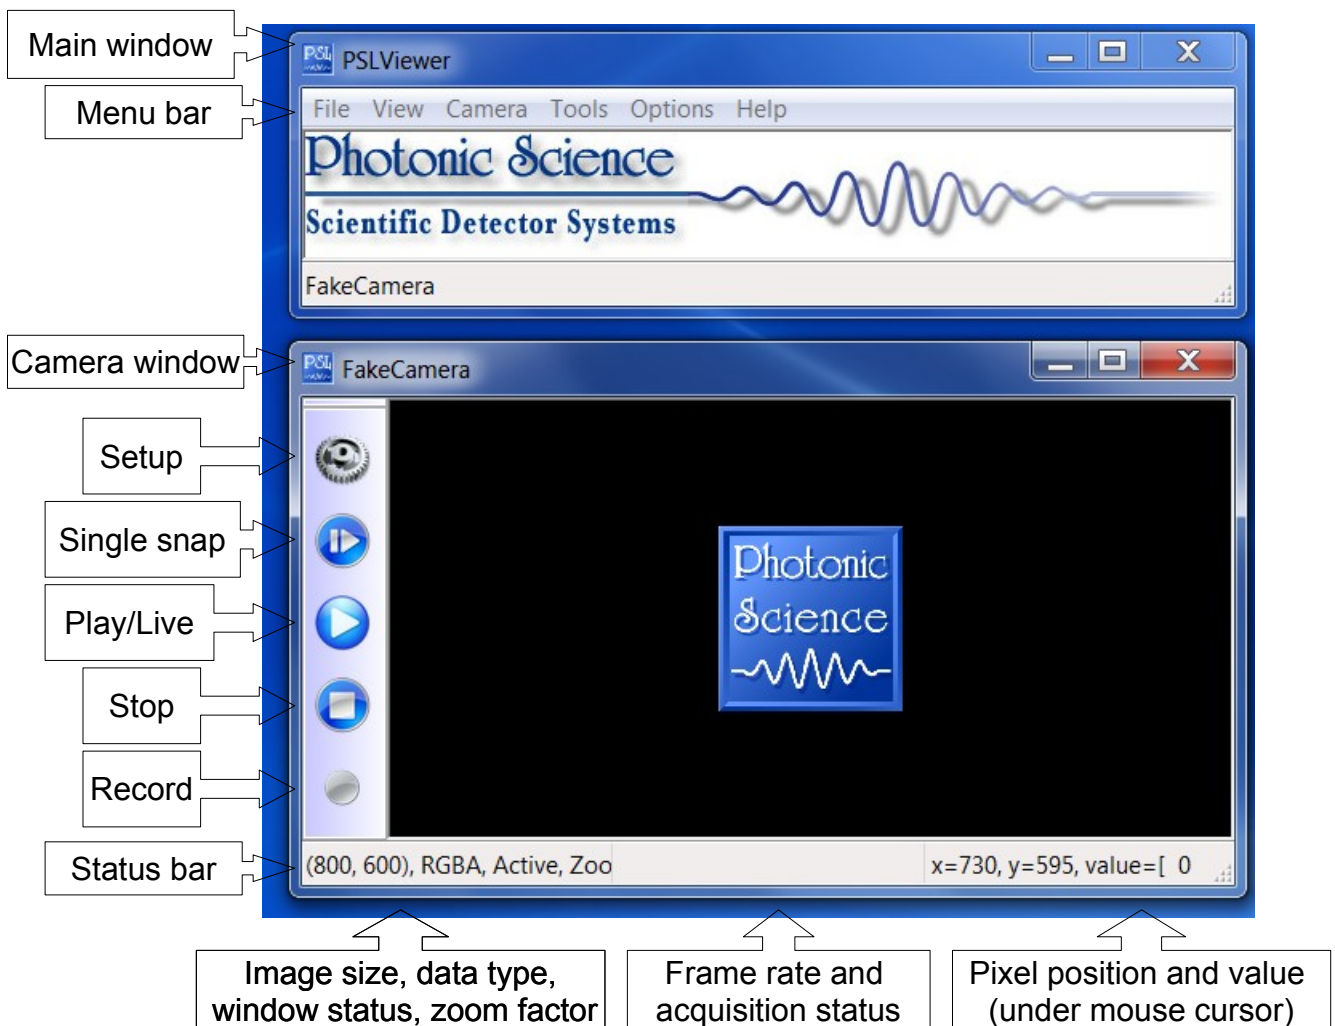 Main window
PSL
PSLViewer
Menu bar
File View Camera Tools Options Help
Photonic Science
Scientific Detector Systems
FakeCamera
Camera window
PSL
FakeCamera
Setup
Single snap
Play/Live
Stop
Record
Photonic
Science
Status bar
(800, 600), RGBA, Active, Zoo
x=730, y=595, value=[ 0
Image size, data type,
window status, zoom factor
Frame rate and
acquisition status
Pixel position and value
(under mouse cursor)